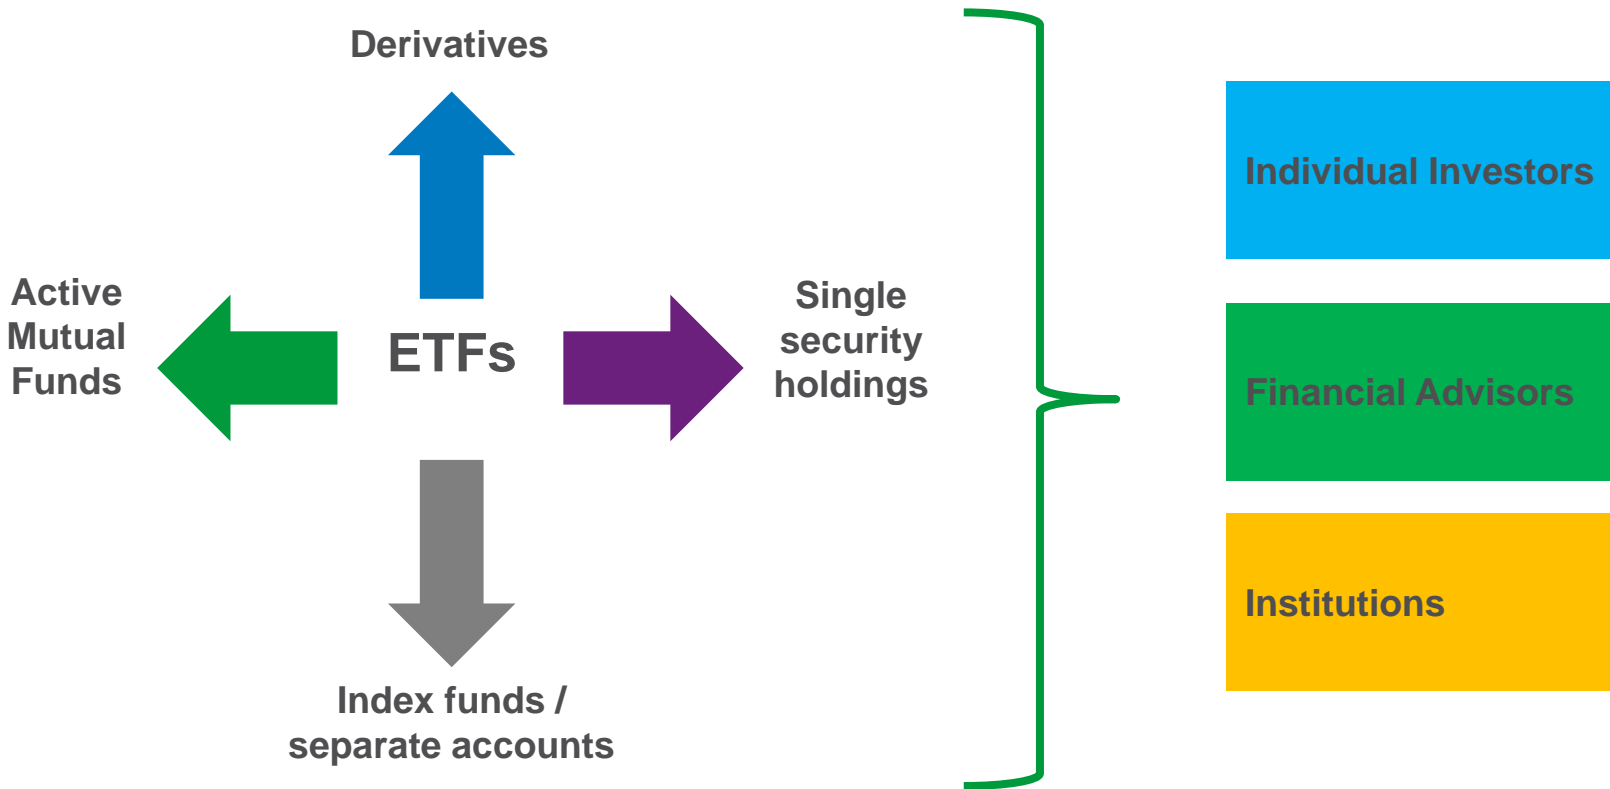 Derivatives
Active
Mutual
Funds
ETFs
Single
security
holdings
Index funds /
separate accounts
Individual Investors
Financial Advisors
Institutions